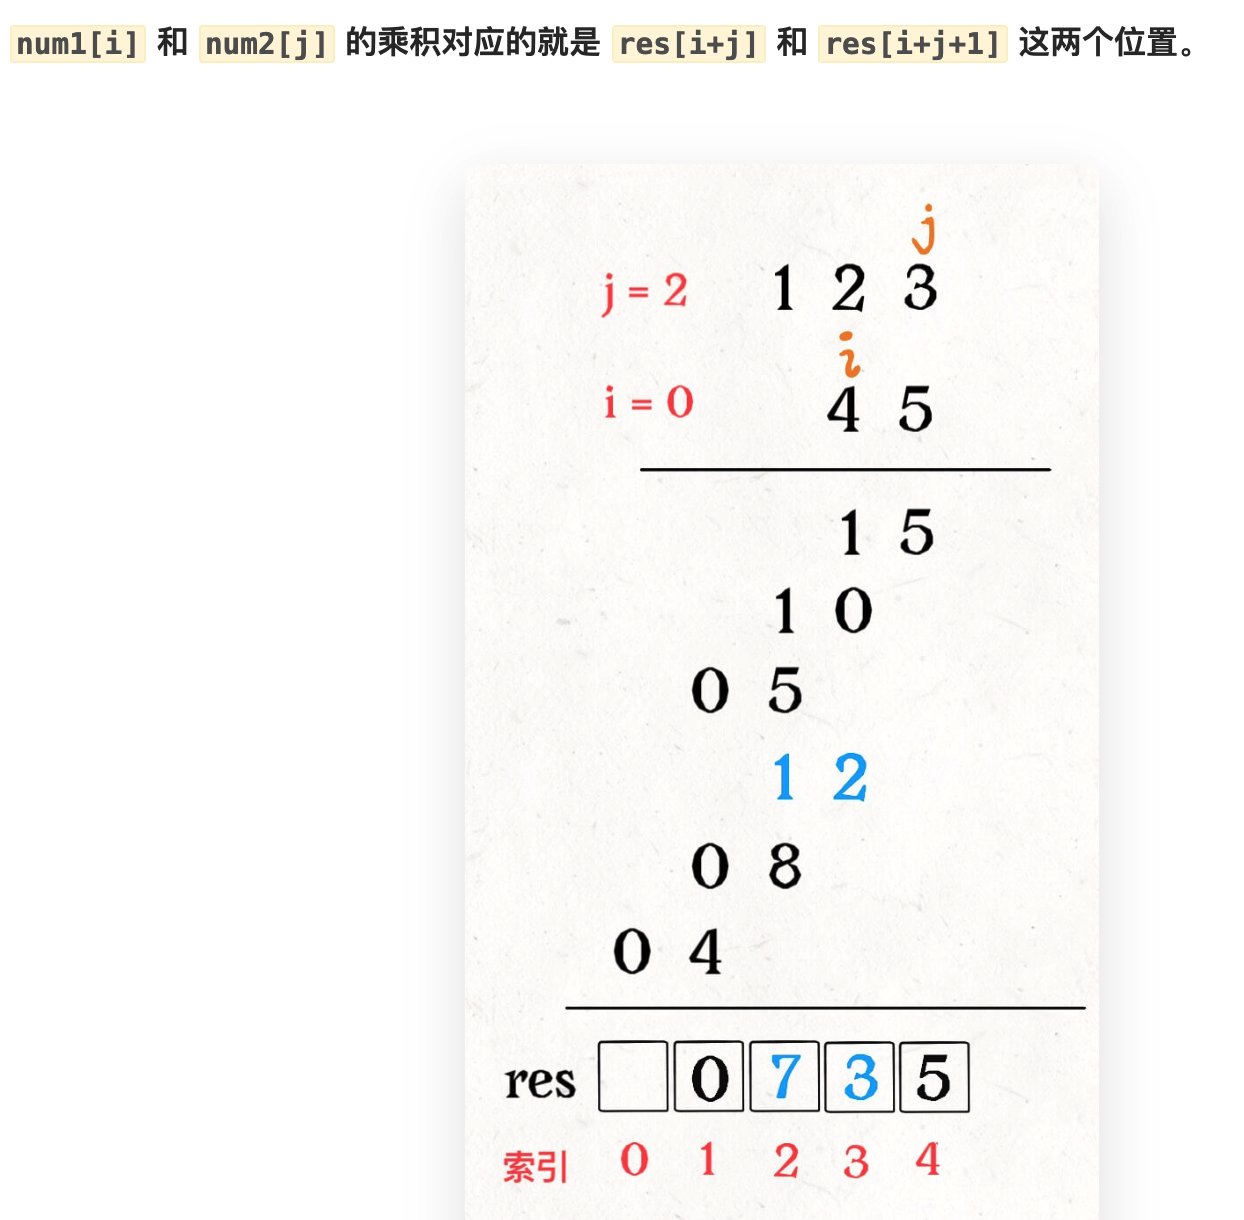 num1[i] 和 num2[j] 的乘积对应的就是 res[i+j] 和 res[i+j+1] 这两个位置。
j
j = 2 1 2 3
i
i = 0 4 5
1 5
1 0
0 5
1 2
0 8
0 4
res 0 7 3 5
索引 0 1 2 3 4